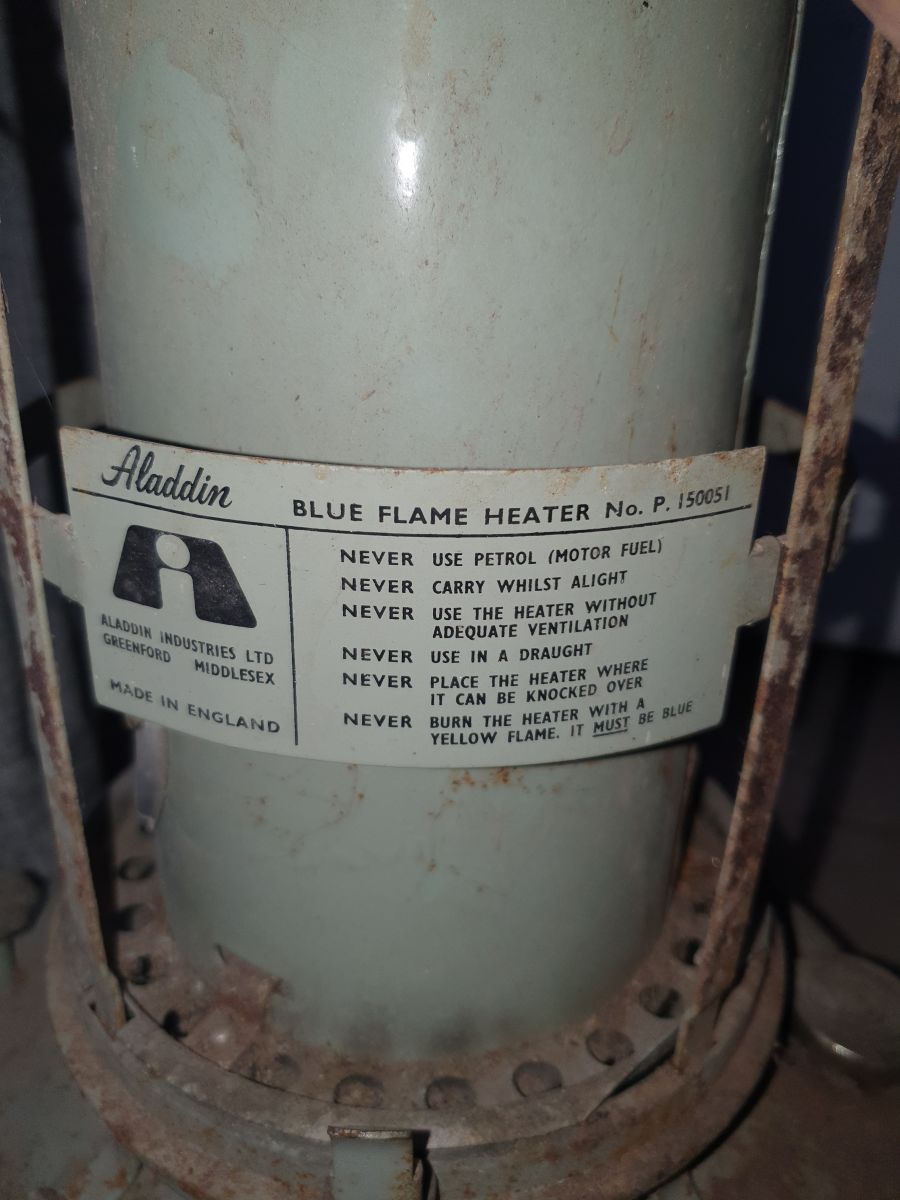 Aladdin
BLUE FLAME HEATER No. P. 150051
ALADDIN INDUSTRIES LTD
GREENFORD MIDDLESEX
MADE IN ENGLAND
NEVER USE PETROL (MOTOR FUEL)
NEVER CARRY WHILST ALIGHT
NEVER USE THE HEATER WITHOUT
ADEQUATE VENTILATION
NEVER USE IN A DRAUGHT
NEVER PLACE THE HEATER WHERE
IT CAN BE KNOCKED OVER
NEVER BURN THE HEATER WITH A
YELLOW FLAME. IT MUST BE BLUE